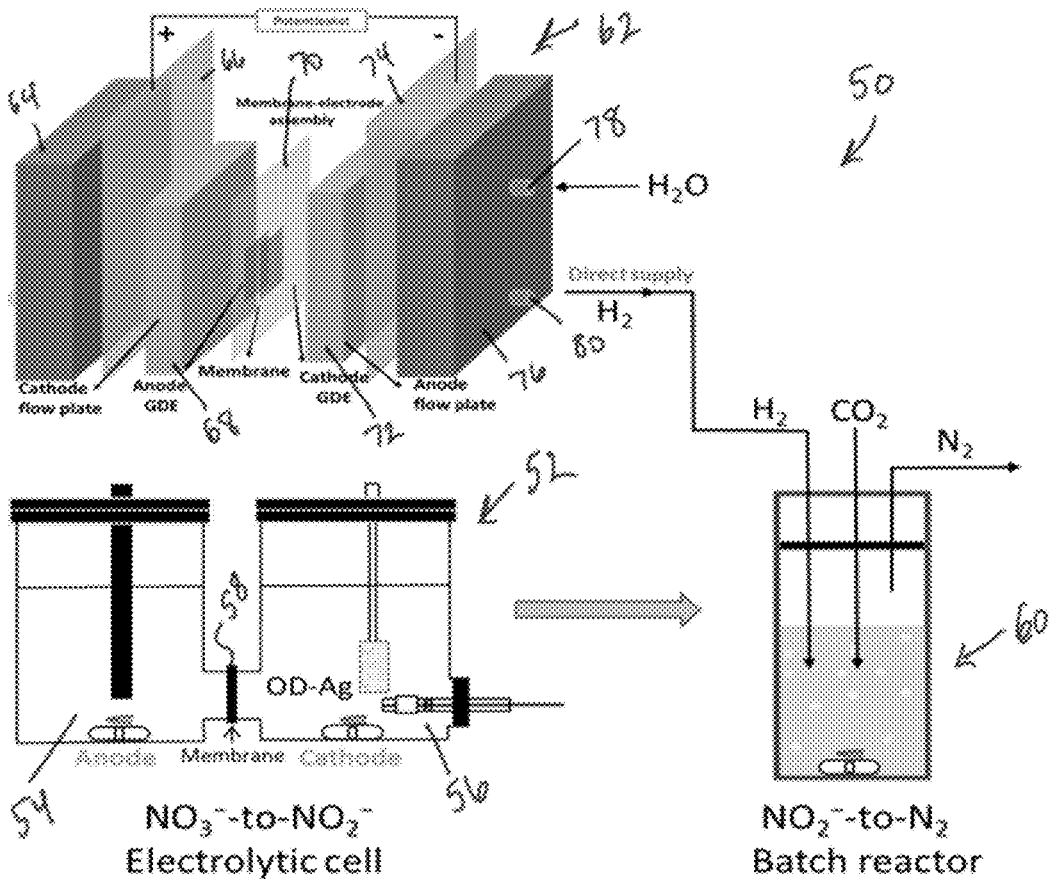 Potentiostat
+
-
62
64
66
70
74
50
Membrane-electrode
assembly
78
H₂O
Direct supply
H₂
80
76
Cathode
flow plate
Anode
GDE
Membrane
Cathode
GDE
Anode
flow plate
68
72
H₂
CO₂
N₂
52
58
60
OD-Ag
Anode
Membrane
Cathode
54
56
NO₃⁻-to-NO₂⁻
Electrolytic cell
NO₂⁻-to-N₂
Batch reactor